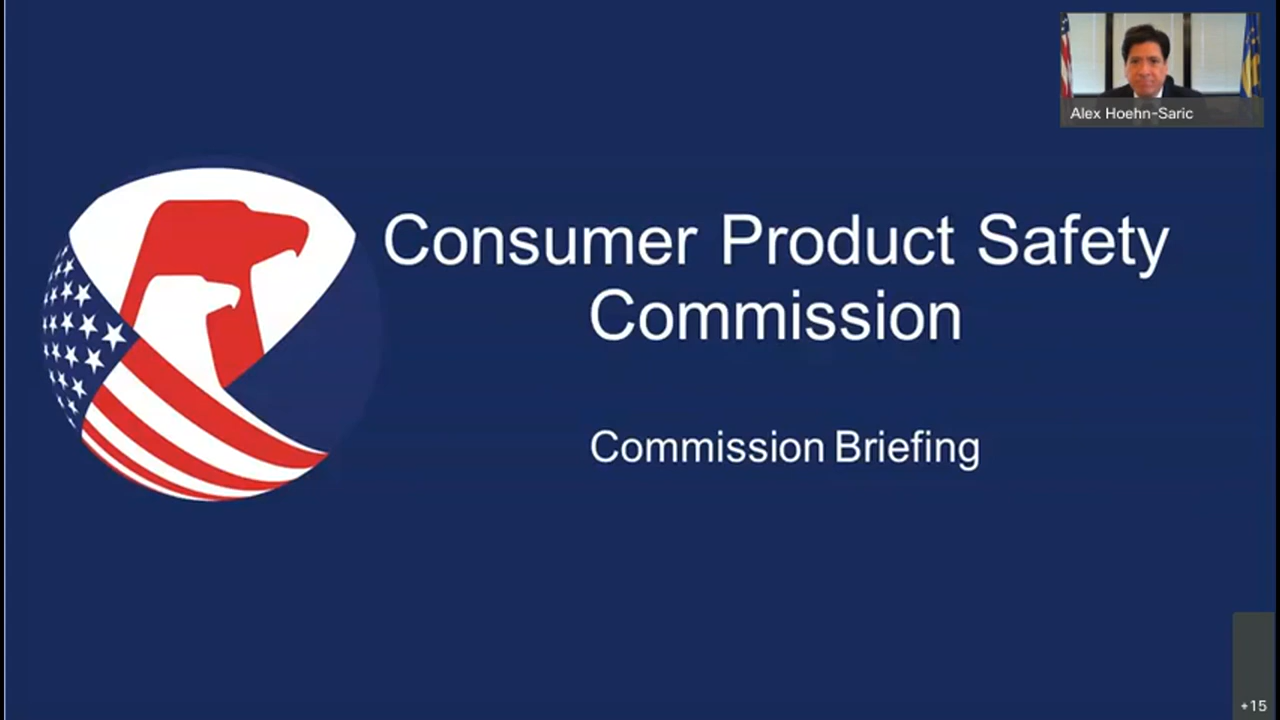 Alex Hoehn-Saric
Consumer Product Safety
Commission
Commission Briefing
+15